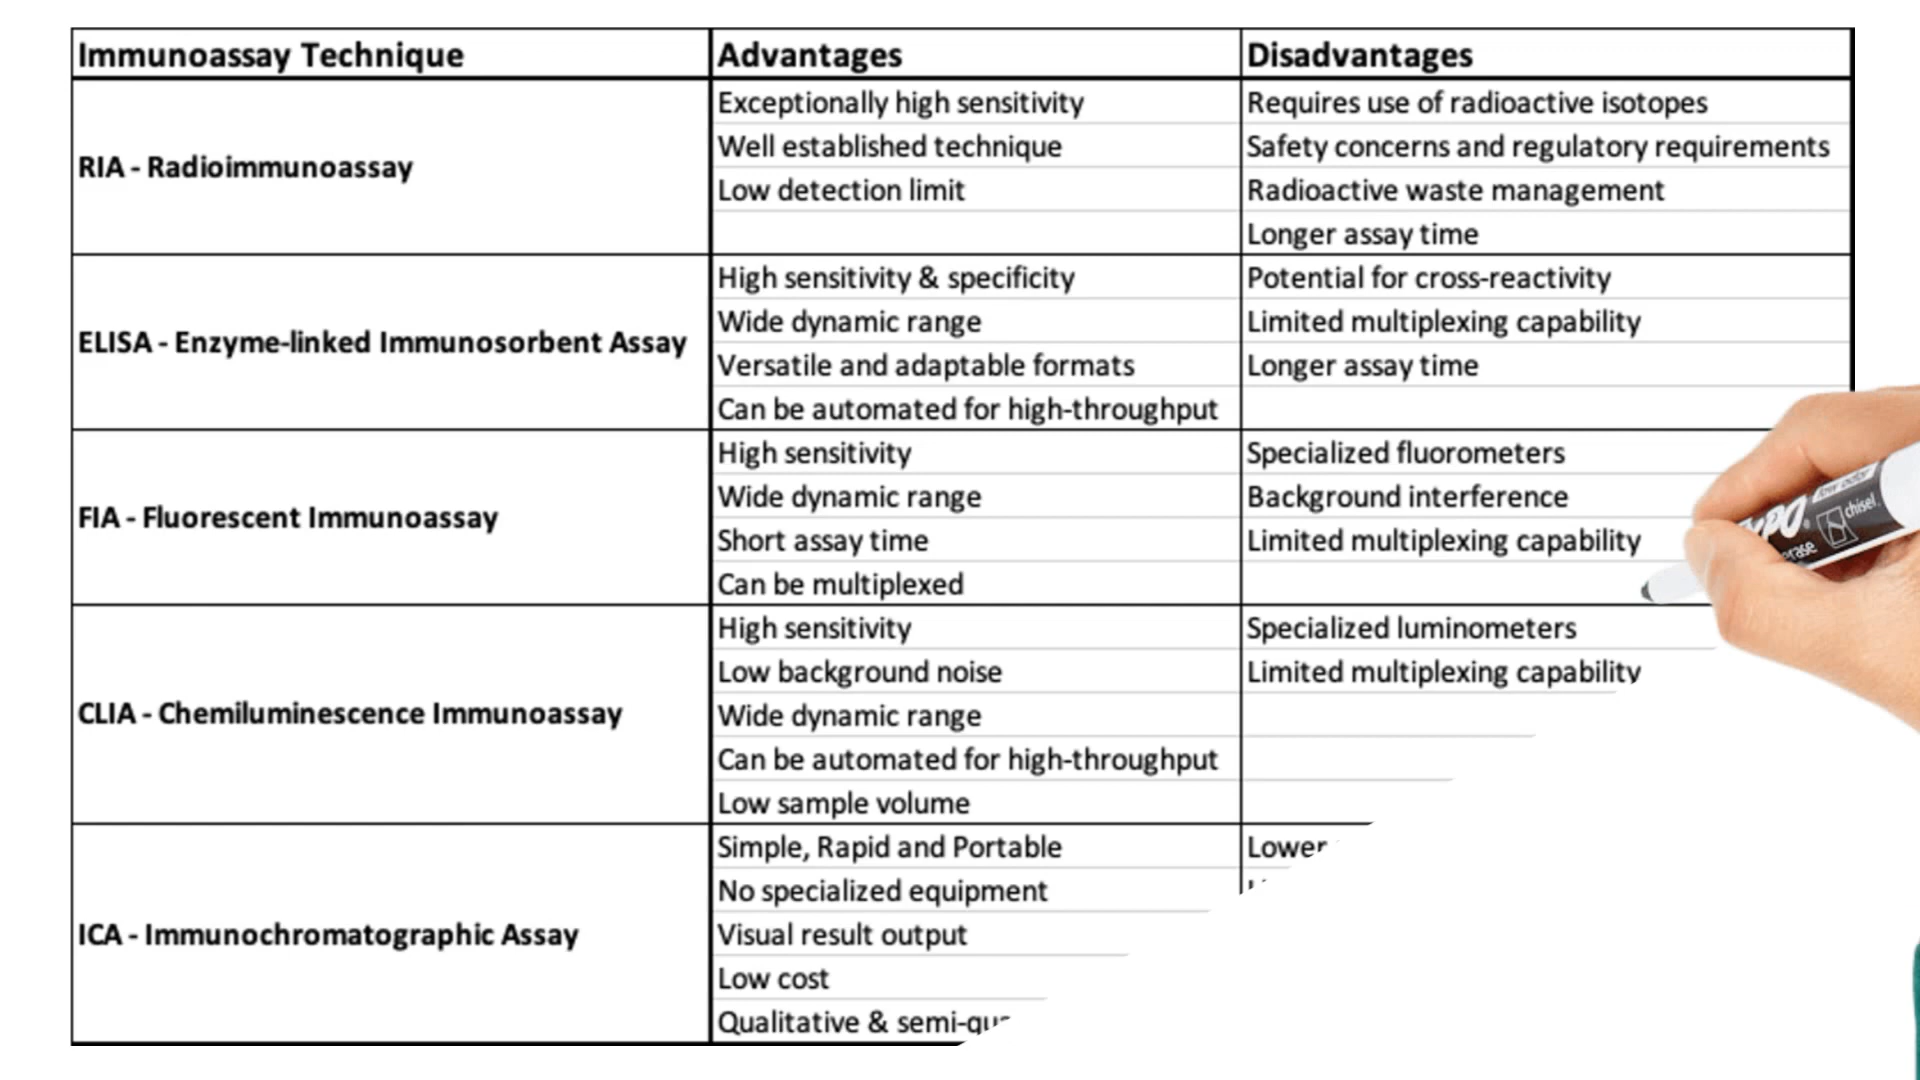 Immunoassay Technique Advantages Disadvantages
RIA - Radioimmunoassay
Exceptionally high sensitivity Requires use of radioactive isotopes
Well established technique Safety concerns and regulatory requirements
Low detection limit Radioactive waste management
Longer assay time
ELISA - Enzyme-linked Immunosorbent Assay
High sensitivity & specificity Potential for cross-reactivity
Wide dynamic range Limited multiplexing capability
Versatile and adaptable formats Longer assay time
Can be automated for high-throughput
FIA - Fluorescent Immunoassay
High sensitivity Specialized fluorometers
Wide dynamic range Background interference
Short assay time Limited multiplexing capability
Can be multiplexed
CLIA - Chemiluminescence Immunoassay
High sensitivity Specialized luminometers
Low background noise Limited multiplexing capability
Wide dynamic range
Can be automated for high-throughput
Low sample volume
ICA - Immunochromatographic Assay
Simple, Rapid and Portable Lower
No specialized equipment
Visual result output
Low cost
Qualitative &
low odor
chisel